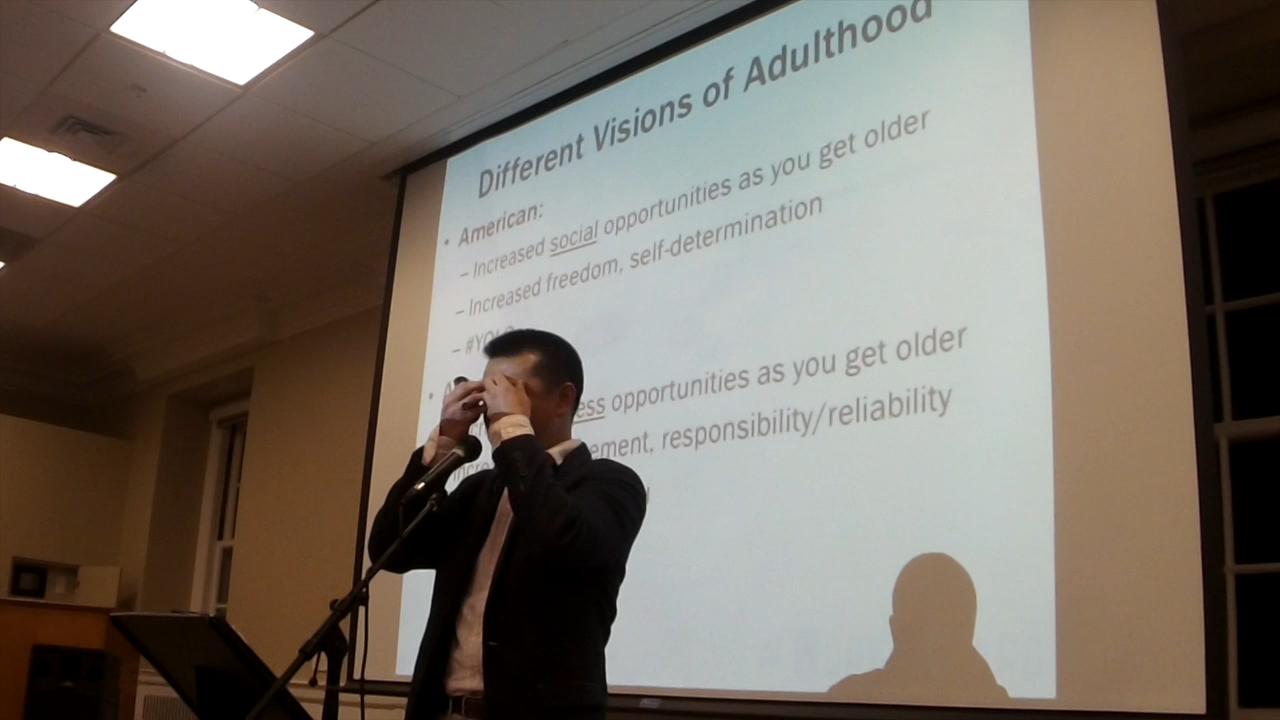 Different Visions of Adulthood
• American:
– Increased social opportunities as you get older
– Increased freedom, self-determination
– #YOLO
opportunities as you get older
responsibility/reliability